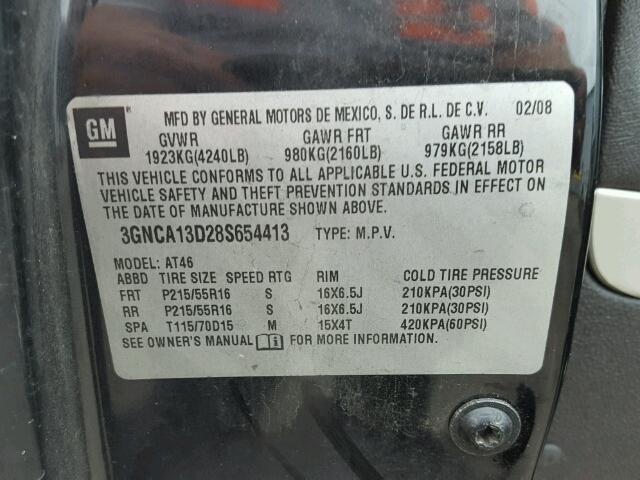 GM
MFD BY GENERAL MOTORS DE MEXICO, S. DE R.L. DE C.V. 02/08
GVWR GAWR FRT GAWR RR
1923KG(4240LB) 980KG(2160LB) 979KG(2158LB)
THIS VEHICLE CONFORMS TO ALL APPLICABLE U.S. FEDERAL MOTOR
VEHICLE SAFETY AND THEFT PREVENTION STANDARDS IN EFFECT ON
THE DATE OF MANUFACTURE SHOWN ABOVE.
3GNCA13D28S654413 TYPE: M.P.V.
MODEL: AT46
ABBD TIRE SIZE SPEED RTG RIM COLD TIRE PRESSURE
FRT P215/55R16 S 16X6.5J 210KPA(30PSI)
RR P215/55R16 S 16X6.5J 210KPA(30PSI)
SPA T115/70D15 M 15X4T 420KPA(60PSI)
SEE OWNER'S MANUAL FOR MORE INFORMATION.